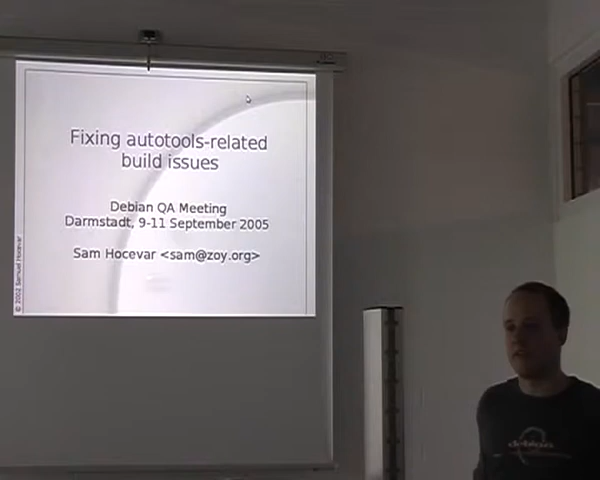 Fixing autotools-related
build issues
Debian QA Meeting
Darmstadt, 9-11 September 2005
Sam Hocevar <sam@zoy.org>
© 2002 Samuel Hocevar
debian